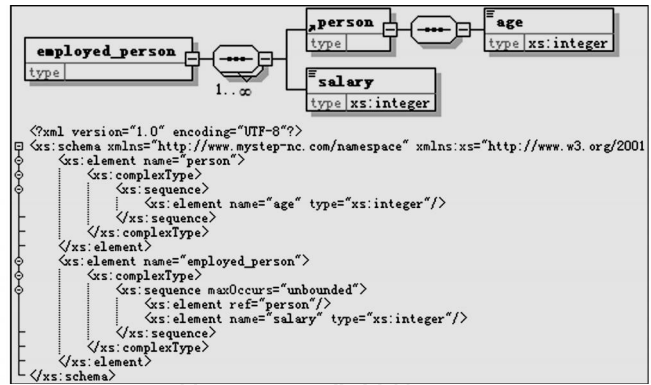 person
type
age
type xs:integer
employed_person
type
1..∞
salary
type xs:integer
<?xml version="1.0" encoding="UTF-8"?>
<xs:schema xmlns="http://www.mystep-nc.com/namespace" xmlns:xs="http://www.w3.org/2001
<xs:element name="person">
<xs:complexType>
<xs:sequence>
<xs:element name="age" type="xs:integer"/>
</xs:sequence>
</xs:complexType>
</xs:element>
<xs:element name="employed_person">
<xs:complexType>
<xs:sequence maxOccurs="unbounded">
<xs:element ref="person"/>
<xs:element name="salary" type="xs:integer"/>
</xs:sequence>
</xs:complexType>
</xs:element>
</xs:schema>